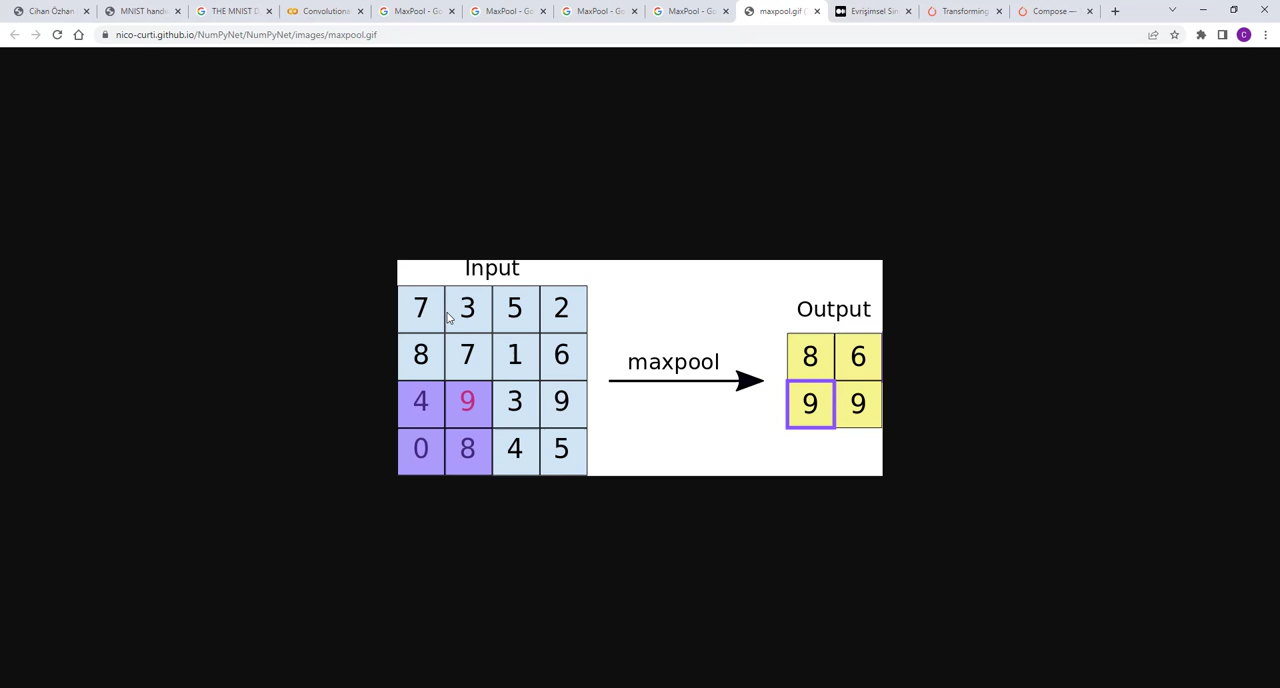 Cihan Özhan
MNIST handw
THE MNIST D
Convolutiona
MaxPool - Go
MaxPool - Go
MaxPool - Go
MaxPool - Go
maxpool.gif (
Evrişimsel Sin
Transforming
Compose —
nico-curti.github.io/NumPyNet/NumPyNet/images/maxpool.gif
C
Input
7 3 5 2
8 7 1 6
4 9 3 9
0 8 4 5
maxpool
Output
8 6
9 9